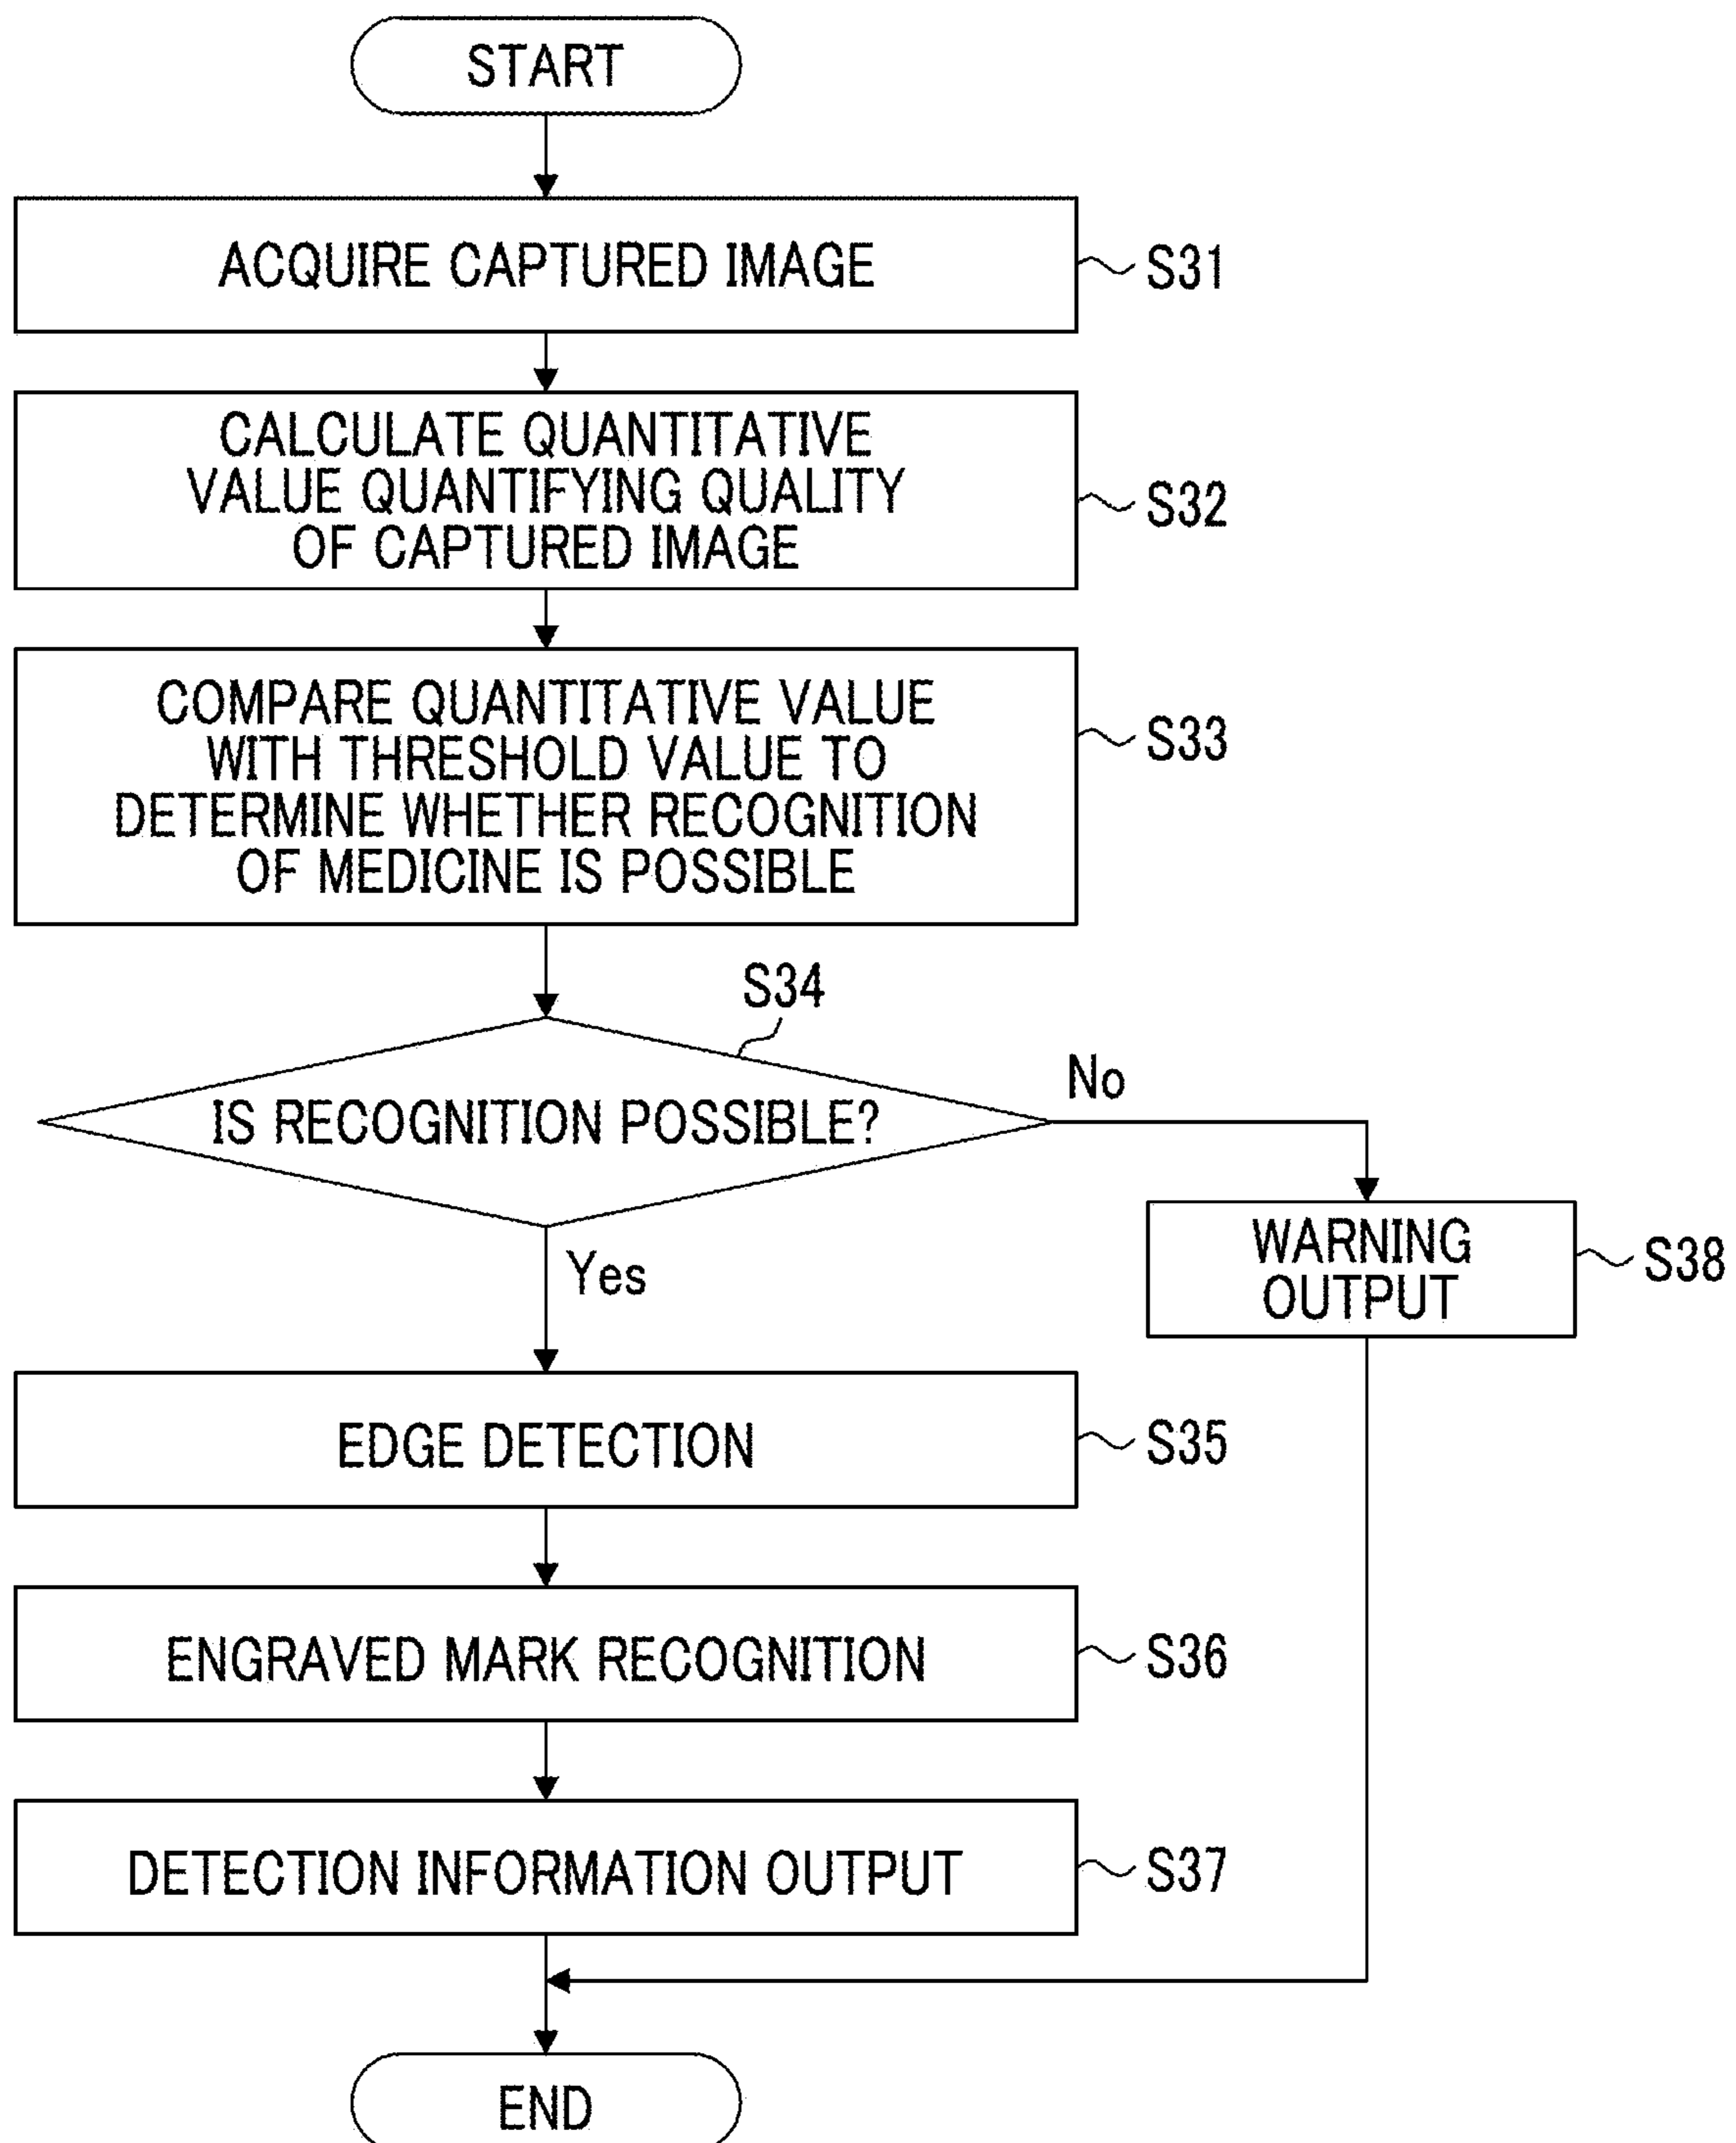 START
ACQUIRE CAPTURED IMAGE
S31
CALCULATE QUANTITATIVE
VALUE QUANTIFYING QUALITY
OF CAPTURED IMAGE
S32
COMPARE QUANTITATIVE VALUE
WITH THRESHOLD VALUE TO
DETERMINE WHETHER RECOGNITION
OF MEDICINE IS POSSIBLE
S33
S34
IS RECOGNITION POSSIBLE?
No
Yes
WARNING
OUTPUT
S38
EDGE DETECTION
S35
ENGRAVED MARK RECOGNITION
S36
DETECTION INFORMATION OUTPUT
S37
END